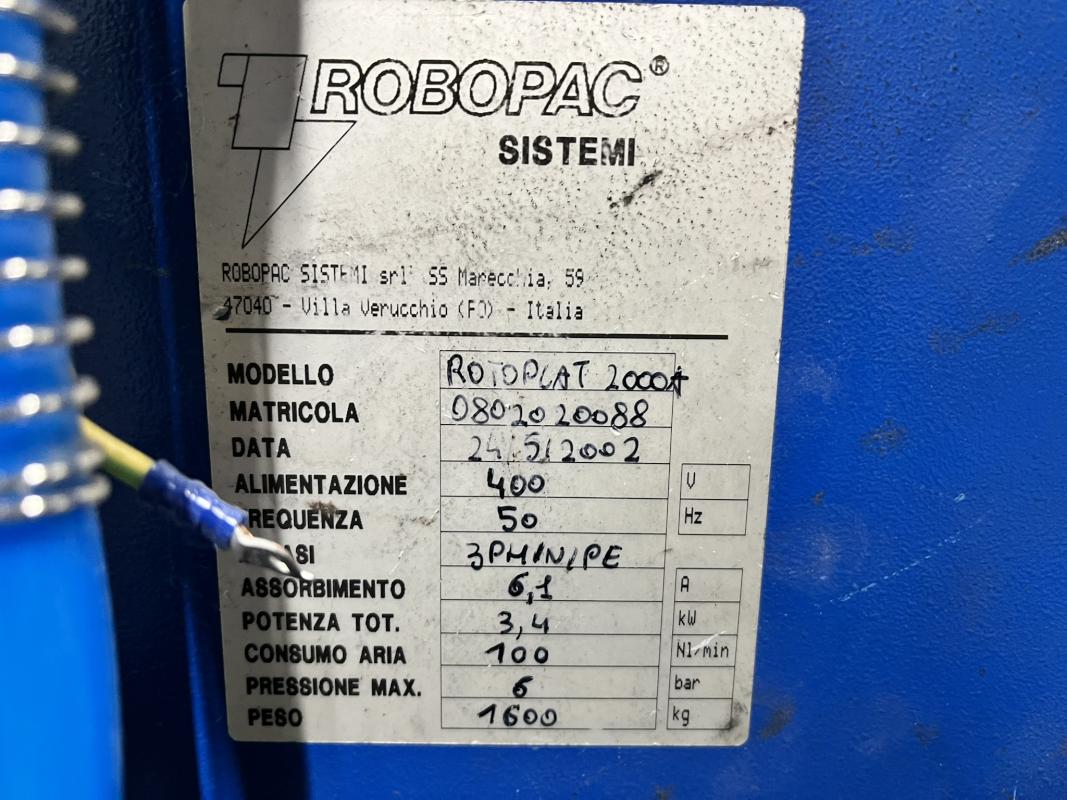 ROBOPAC®
SISTEMI
ROBOPAC SISTEMI srl SS Marecchia, 59
47040 - Villa Verucchio (FO) - Italia
MODELLO ROTOPLAT 2000A
MATRICOLA 0802020088
DATA 24/5/2002
ALIMENTAZIONE 400 V
FREQUENZA 50 Hz
3PH/N/PE
ASSORBIMENTO 6,1 A
POTENZA TOT. 3,4 kW
CONSUMO ARIA 100 Nl/min
PRESSIONE MAX. 6 bar
PESO 1600 kg